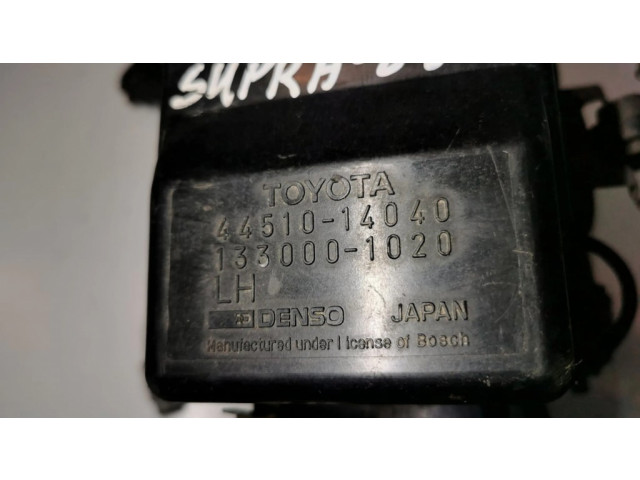 SUPRA
TOYOTA
44510-14040
133000-1020
LH
DENSO JAPAN
Manufactured under License of Bosch